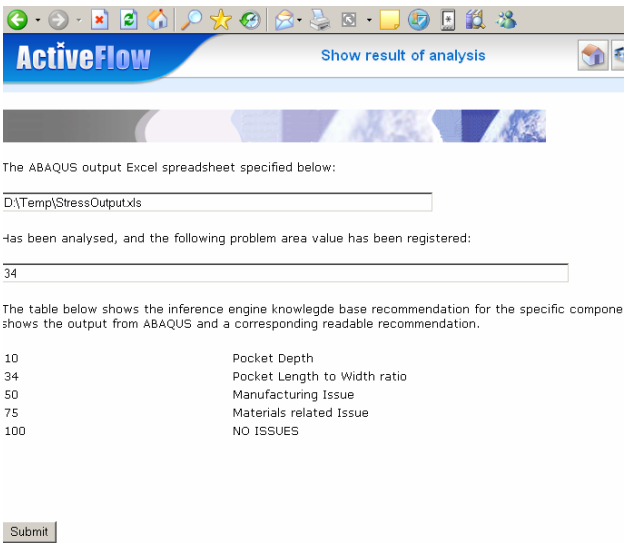 ActiveFlow
Show result of analysis
The ABAQUS output Excel spreadsheet specified below:
D:\Temp\StressOutput.xls
Has been analysed, and the following problem area value has been registered:
34
The table below shows the inference engine knowlegde base recommendation for the specific compone
shows the output from ABAQUS and a corresponding readable recommendation.
10 Pocket Depth
34 Pocket Length to Width ratio
50 Manufacturing Issue
75 Materials related Issue
100 NO ISSUES
Submit